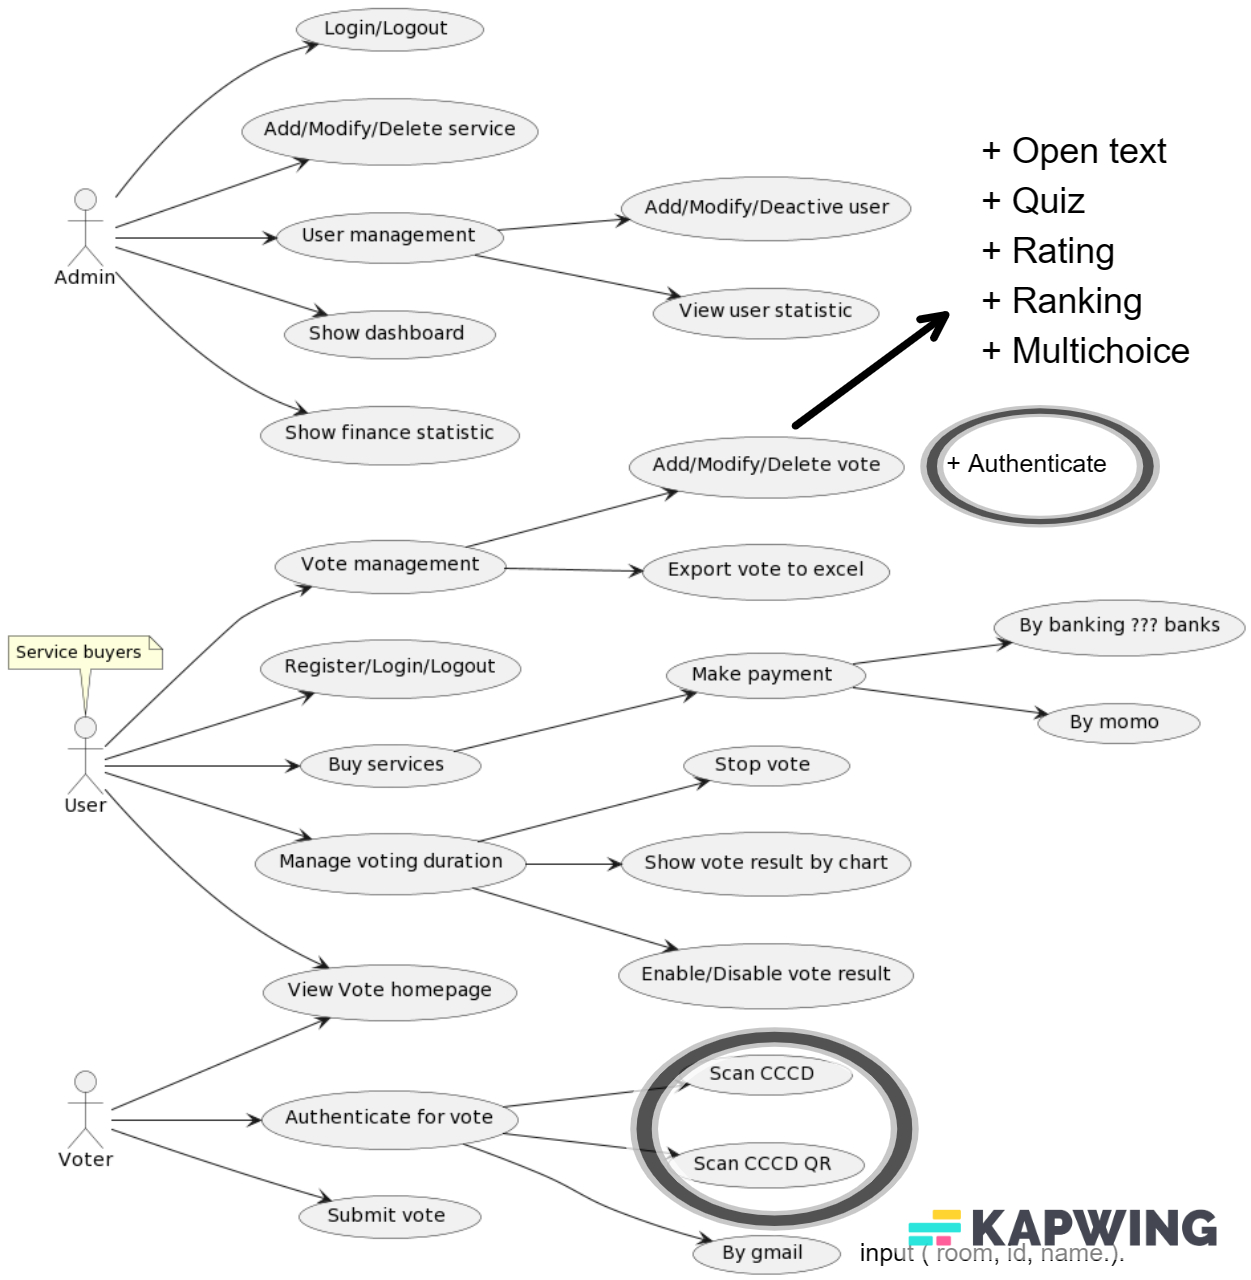 Login/Logout
Add/Modify/Delete service
+ Open text
+ Quiz
+ Rating
+ Ranking
+ Multichoice
Add/Modify/Deactive user
User management
Admin
View user statistic
Show dashboard
Show finance statistic
Add/Modify/Delete vote
+ Authenticate
Vote management
Export vote to excel
By banking ??? banks
Service buyers
Register/Login/Logout
Make payment
By momo
Buy services
Stop vote
User
Manage voting duration
Show vote result by chart
Enable/Disable vote result
View Vote homepage
Scan CCCD
Authenticate for vote
Voter
Scan CCCD QR
Submit vote
KAPWING
By gmail
input ( room, id, name.).